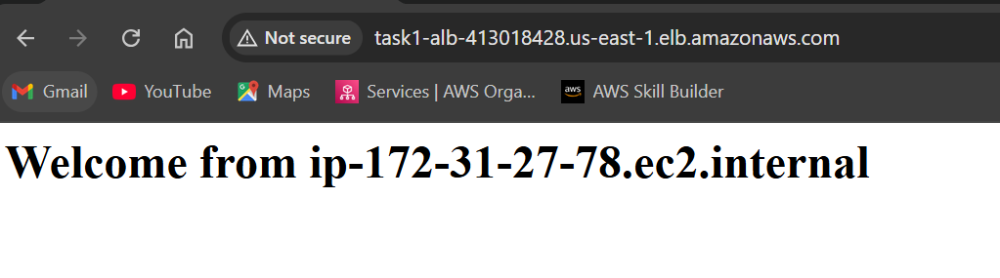 Not secure task1-alb-413018428.us-east-1.elb.amazonaws.com
Gmail YouTube Maps Services | AWS Orga... aws AWS Skill Builder
Welcome from ip-172-31-27-78.ec2.internal